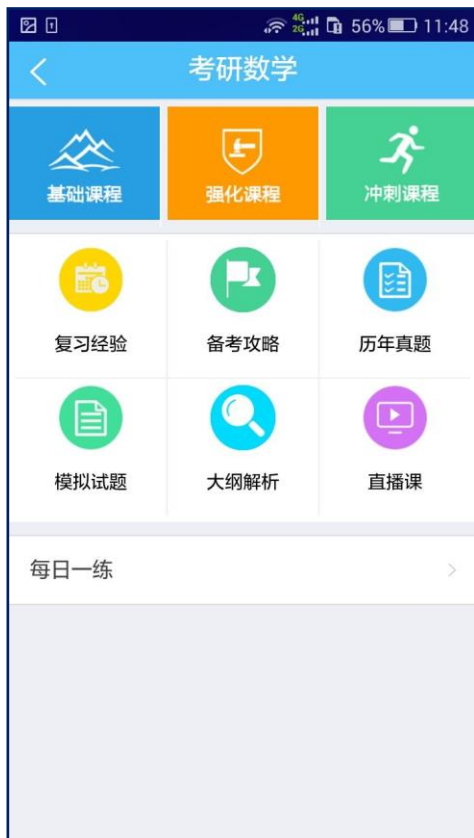 4G
2G
56%
11:48
考研数学
基础课程 强化课程 冲刺课程
复习经验 备考攻略 历年真题
模拟试题 大纲解析 直播课
每日一练